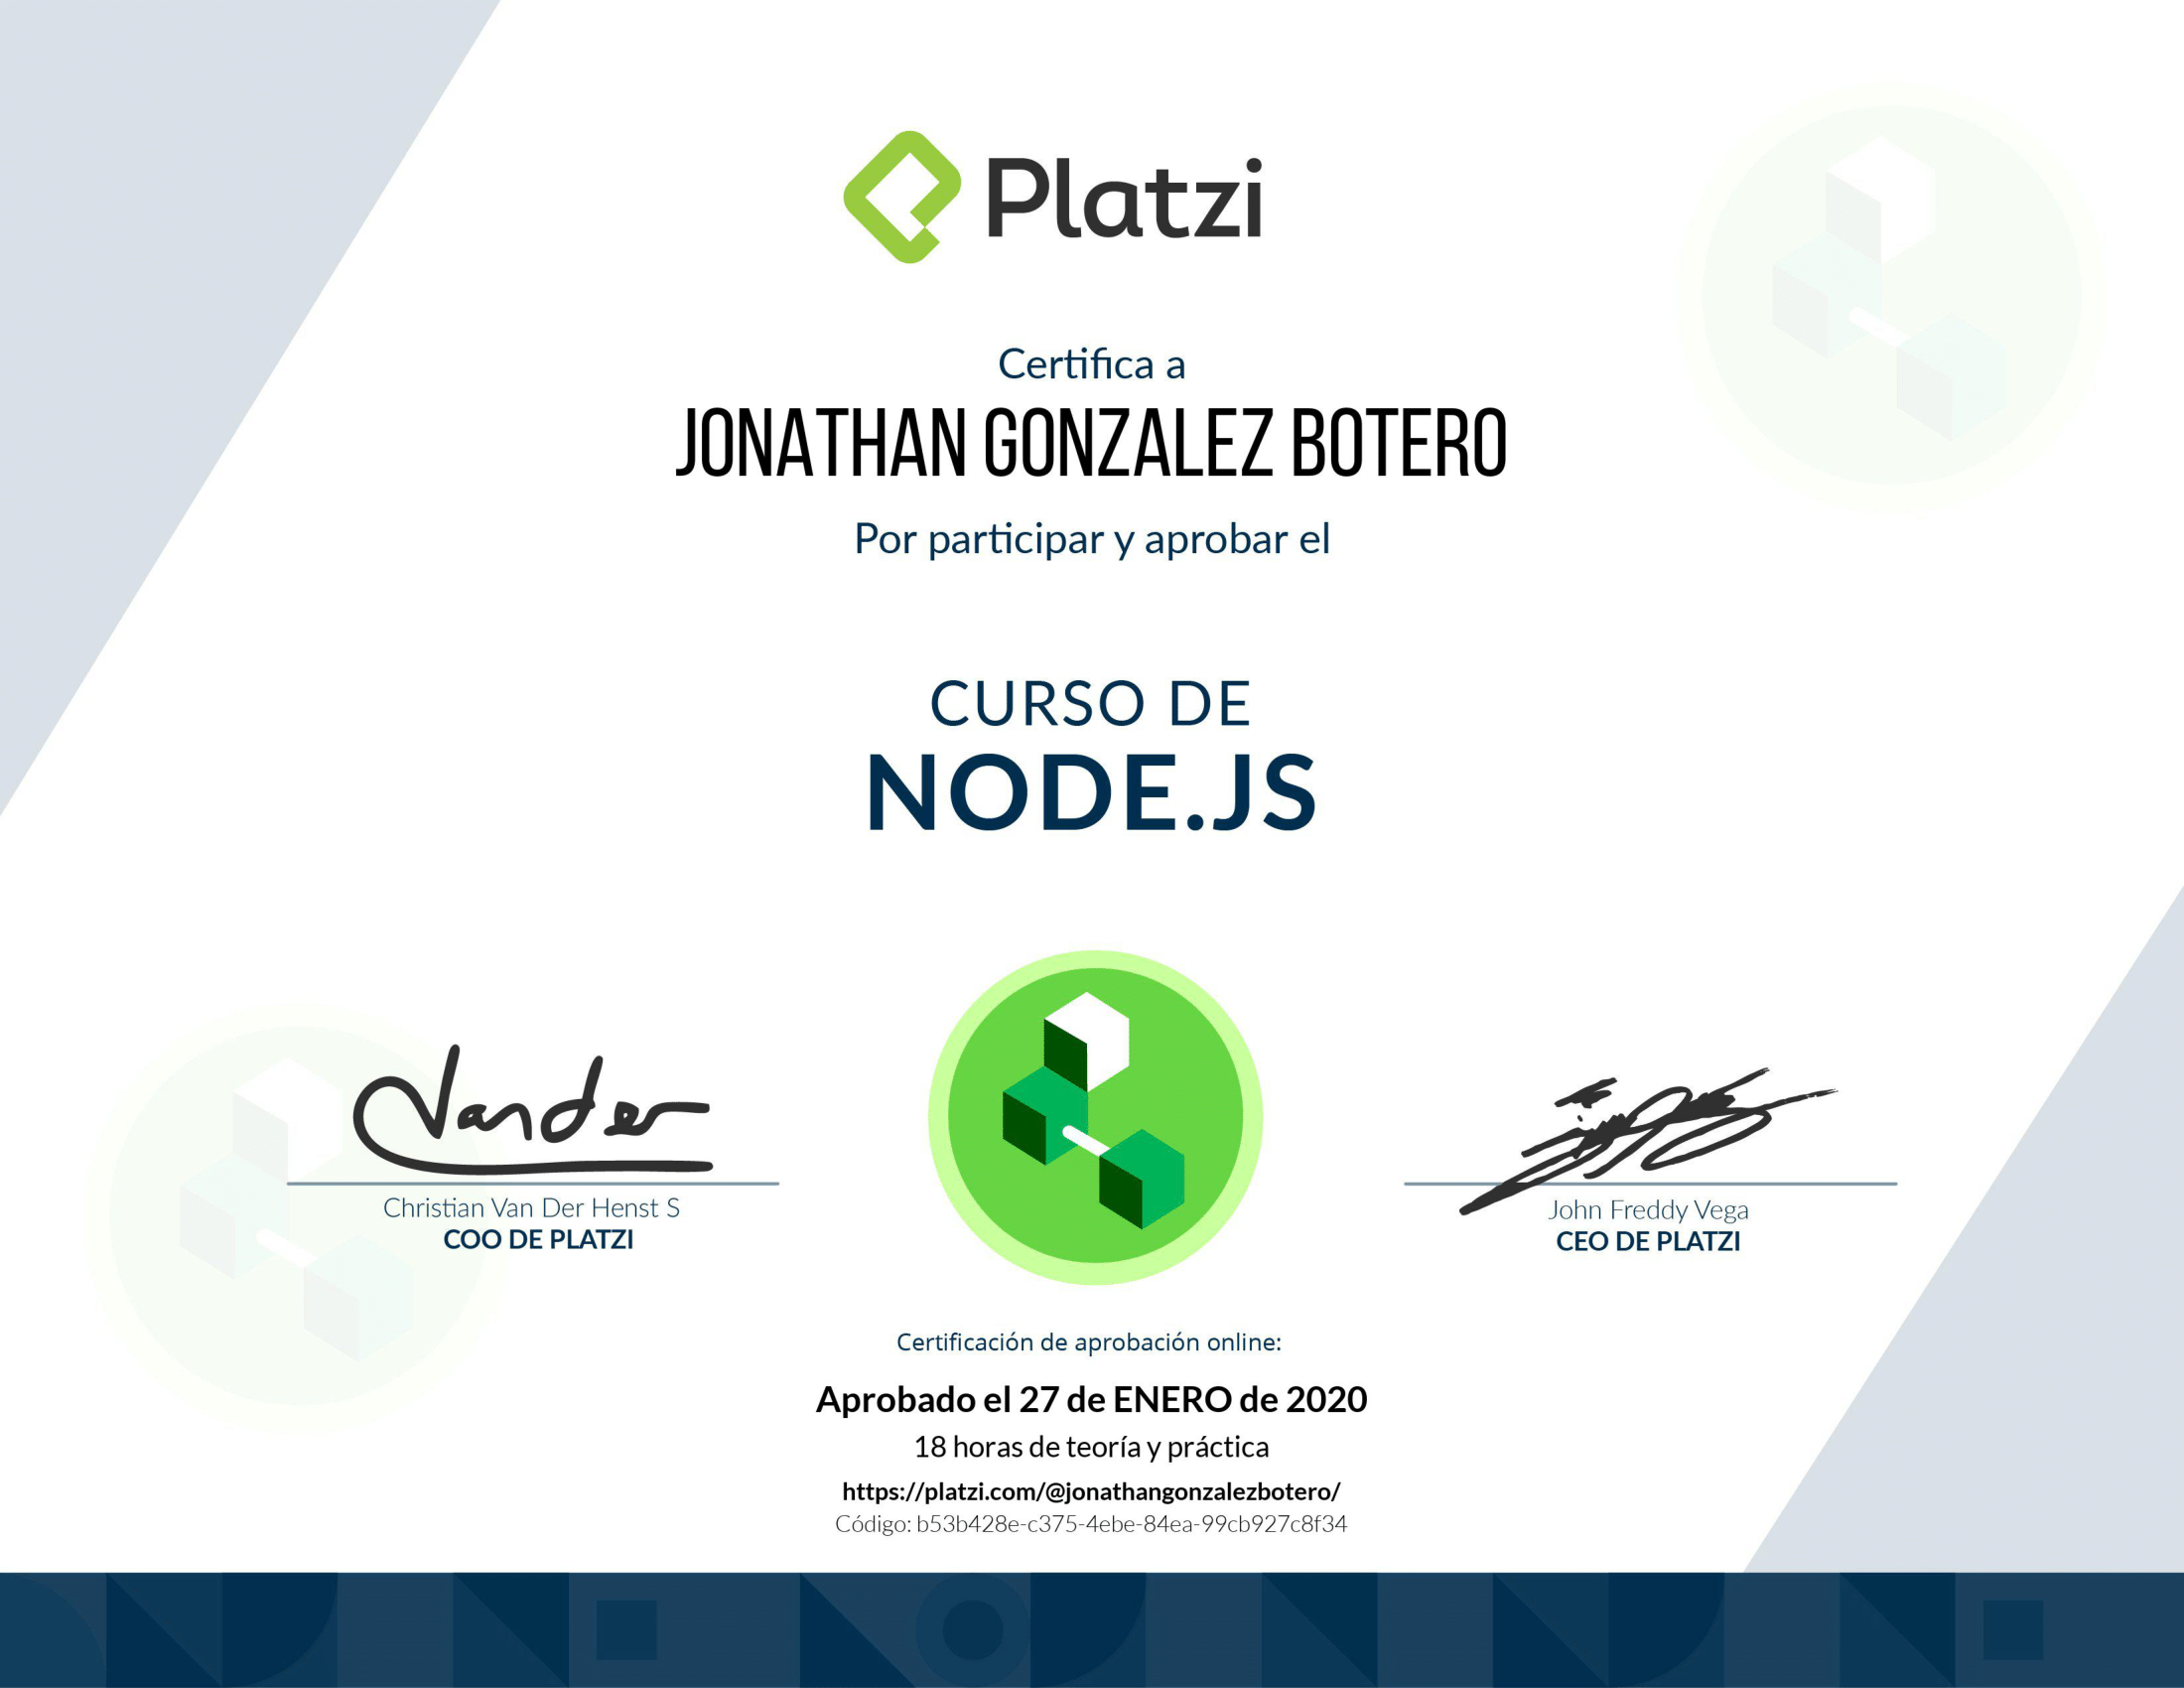 Platzi
Certifica a
JONATHAN GONZALEZ BOTERO
Por participar y aprobar el
CURSO DE
NODE.JS
Vander
Christian Van Der Henst S
COO DE PLATZI
John Freddy Vega
CEO DE PLATZI
Certificación de aprobación online:
Aprobado el 27 de ENERO de 2020
18 horas de teoría y práctica
https://platzi.com/@jonathangonzalezbotero/
Código: b53b428e-c375-4ebe-84ea-99cb927c8f34